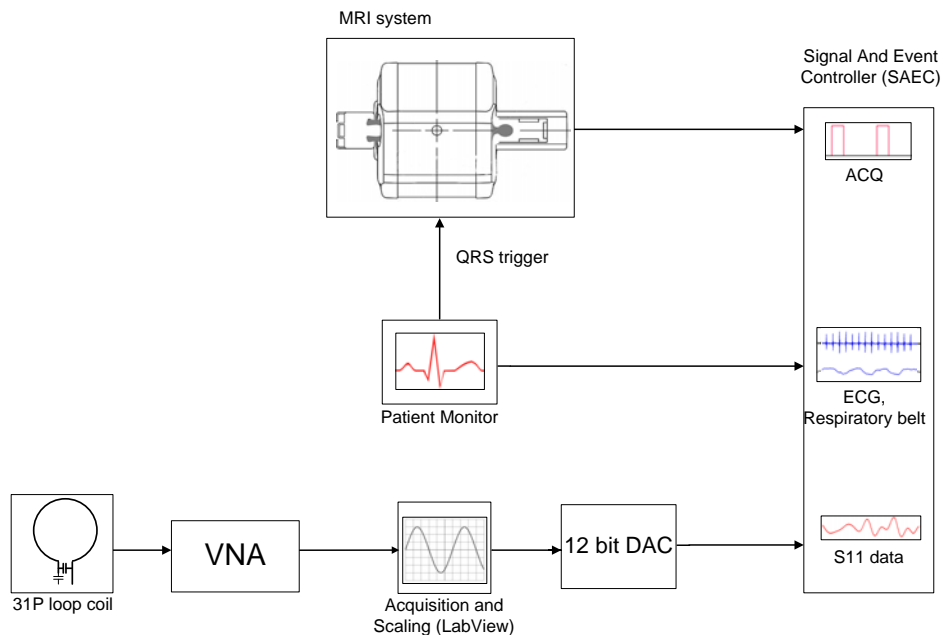 MRI system
Signal And Event
Controller (SAEC)
ACQ
QRS trigger
Patient Monitor
ECG,
Respiratory belt
31P loop coil
VNA
Acquisition and
Scaling (LabView)
12 bit DAC
S11 data